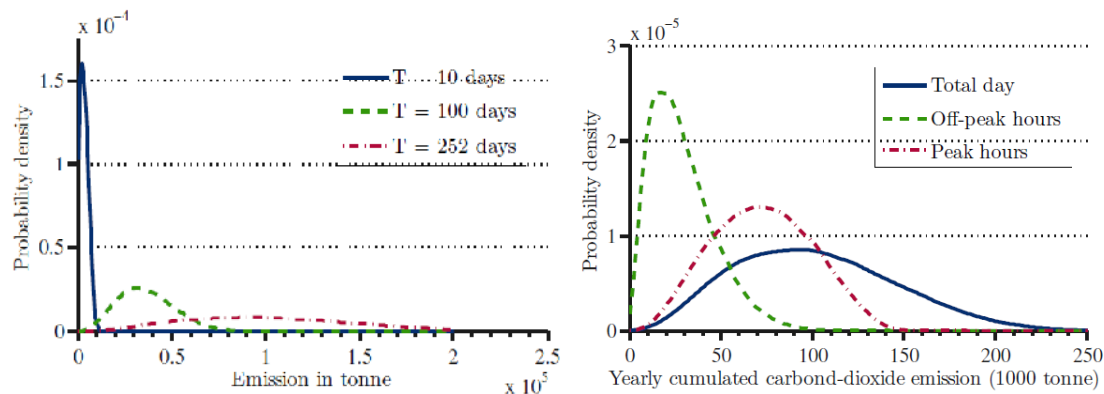 x 10⁻⁴
1.5
1
0.5
0
Probability density
T = 10 days
T = 100 days
T = 252 days
0 0.5 1 1.5 2 2.5
Emission in tonne
x 10⁵
x 10⁻⁵
3
2
1
0
Probability density
Total day
Off-peak hours
Peak hours
0 50 100 150 200 250
Yearly cumulated carbond-dioxide emission (1000 tonne)